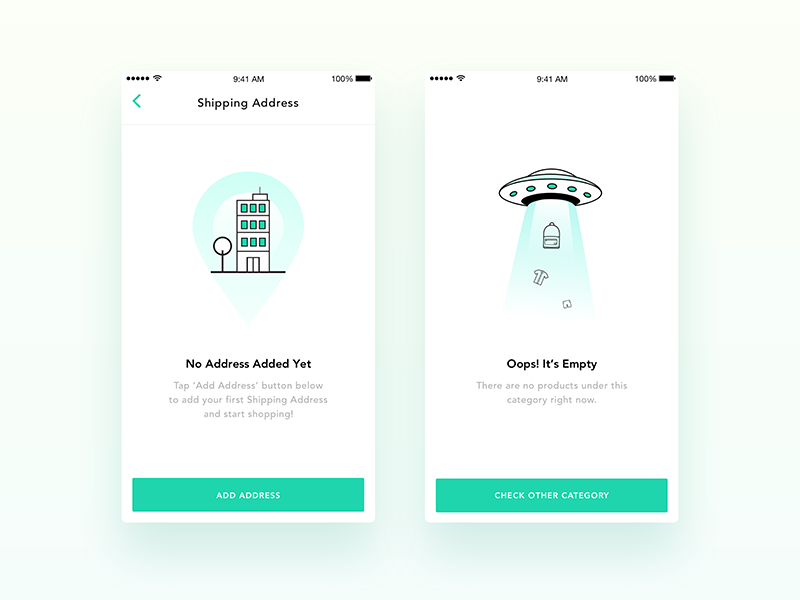 9:41 AM
100%
Shipping Address
No Address Added Yet
Tap ‘Add Address’ button below
to add your first Shipping Address
and start shopping!
ADD ADDRESS
9:41 AM
100%
Oops! It’s Empty
There are no products under this
category right now.
CHECK OTHER CATEGORY